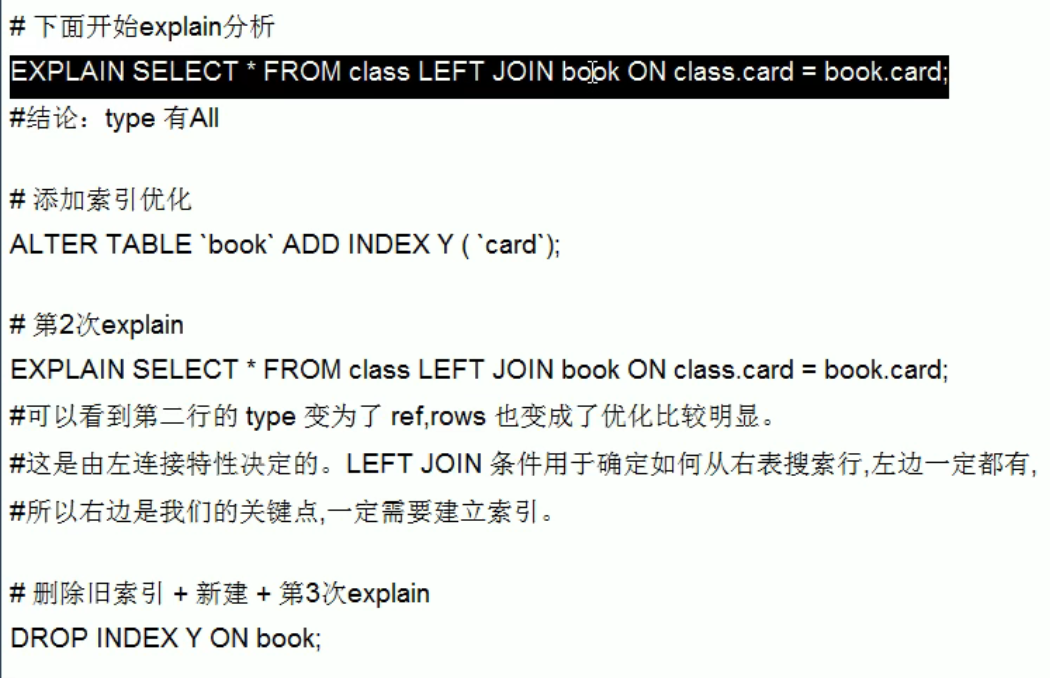 # 下面开始explain分析
EXPLAIN SELECT * FROM class LEFT JOIN book ON class.card = book.card;
#结论：type 有All
# 添加索引优化
ALTER TABLE `book` ADD INDEX Y ( `card`);
# 第2次explain
EXPLAIN SELECT * FROM class LEFT JOIN book ON class.card = book.card;
#可以看到第二行的 type 变为了 ref,rows 也变成了优化比较明显。
#这是由左连接特性决定的。LEFT JOIN 条件用于确定如何从右表搜索行,左边一定都有,
#所以右边是我们的关键点,一定需要建立索引。
# 删除旧索引 + 新建 + 第3次explain
DROP INDEX Y ON book;